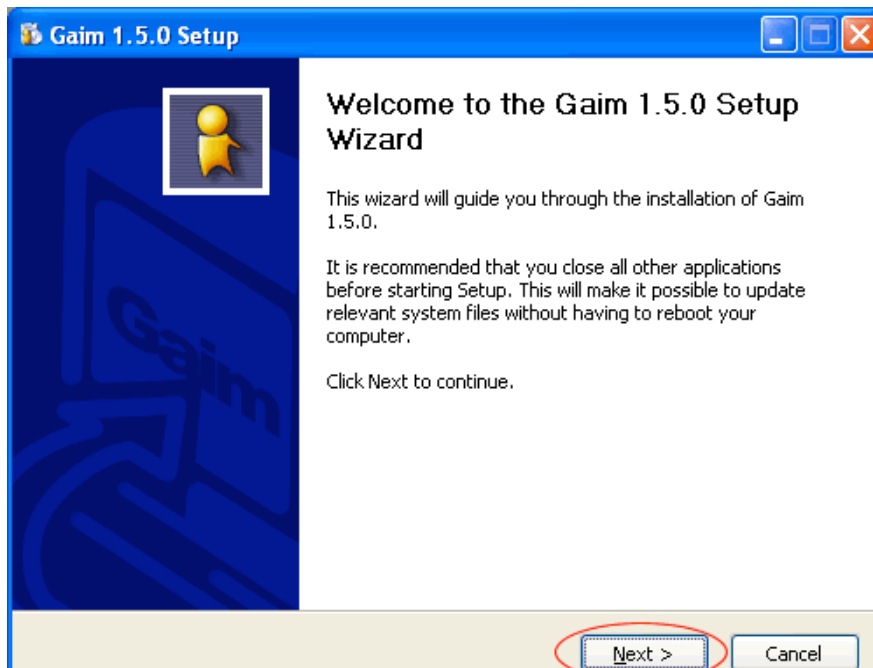 Gaim 1.5.0 Setup
Welcome to the Gaim 1.5.0 Setup
Wizard
This wizard will guide you through the installation of Gaim
1.5.0.
It is recommended that you close all other applications
before starting Setup. This will make it possible to update
relevant system files without having to reboot your
computer.
Click Next to continue.
Gaim
Next >
Cancel